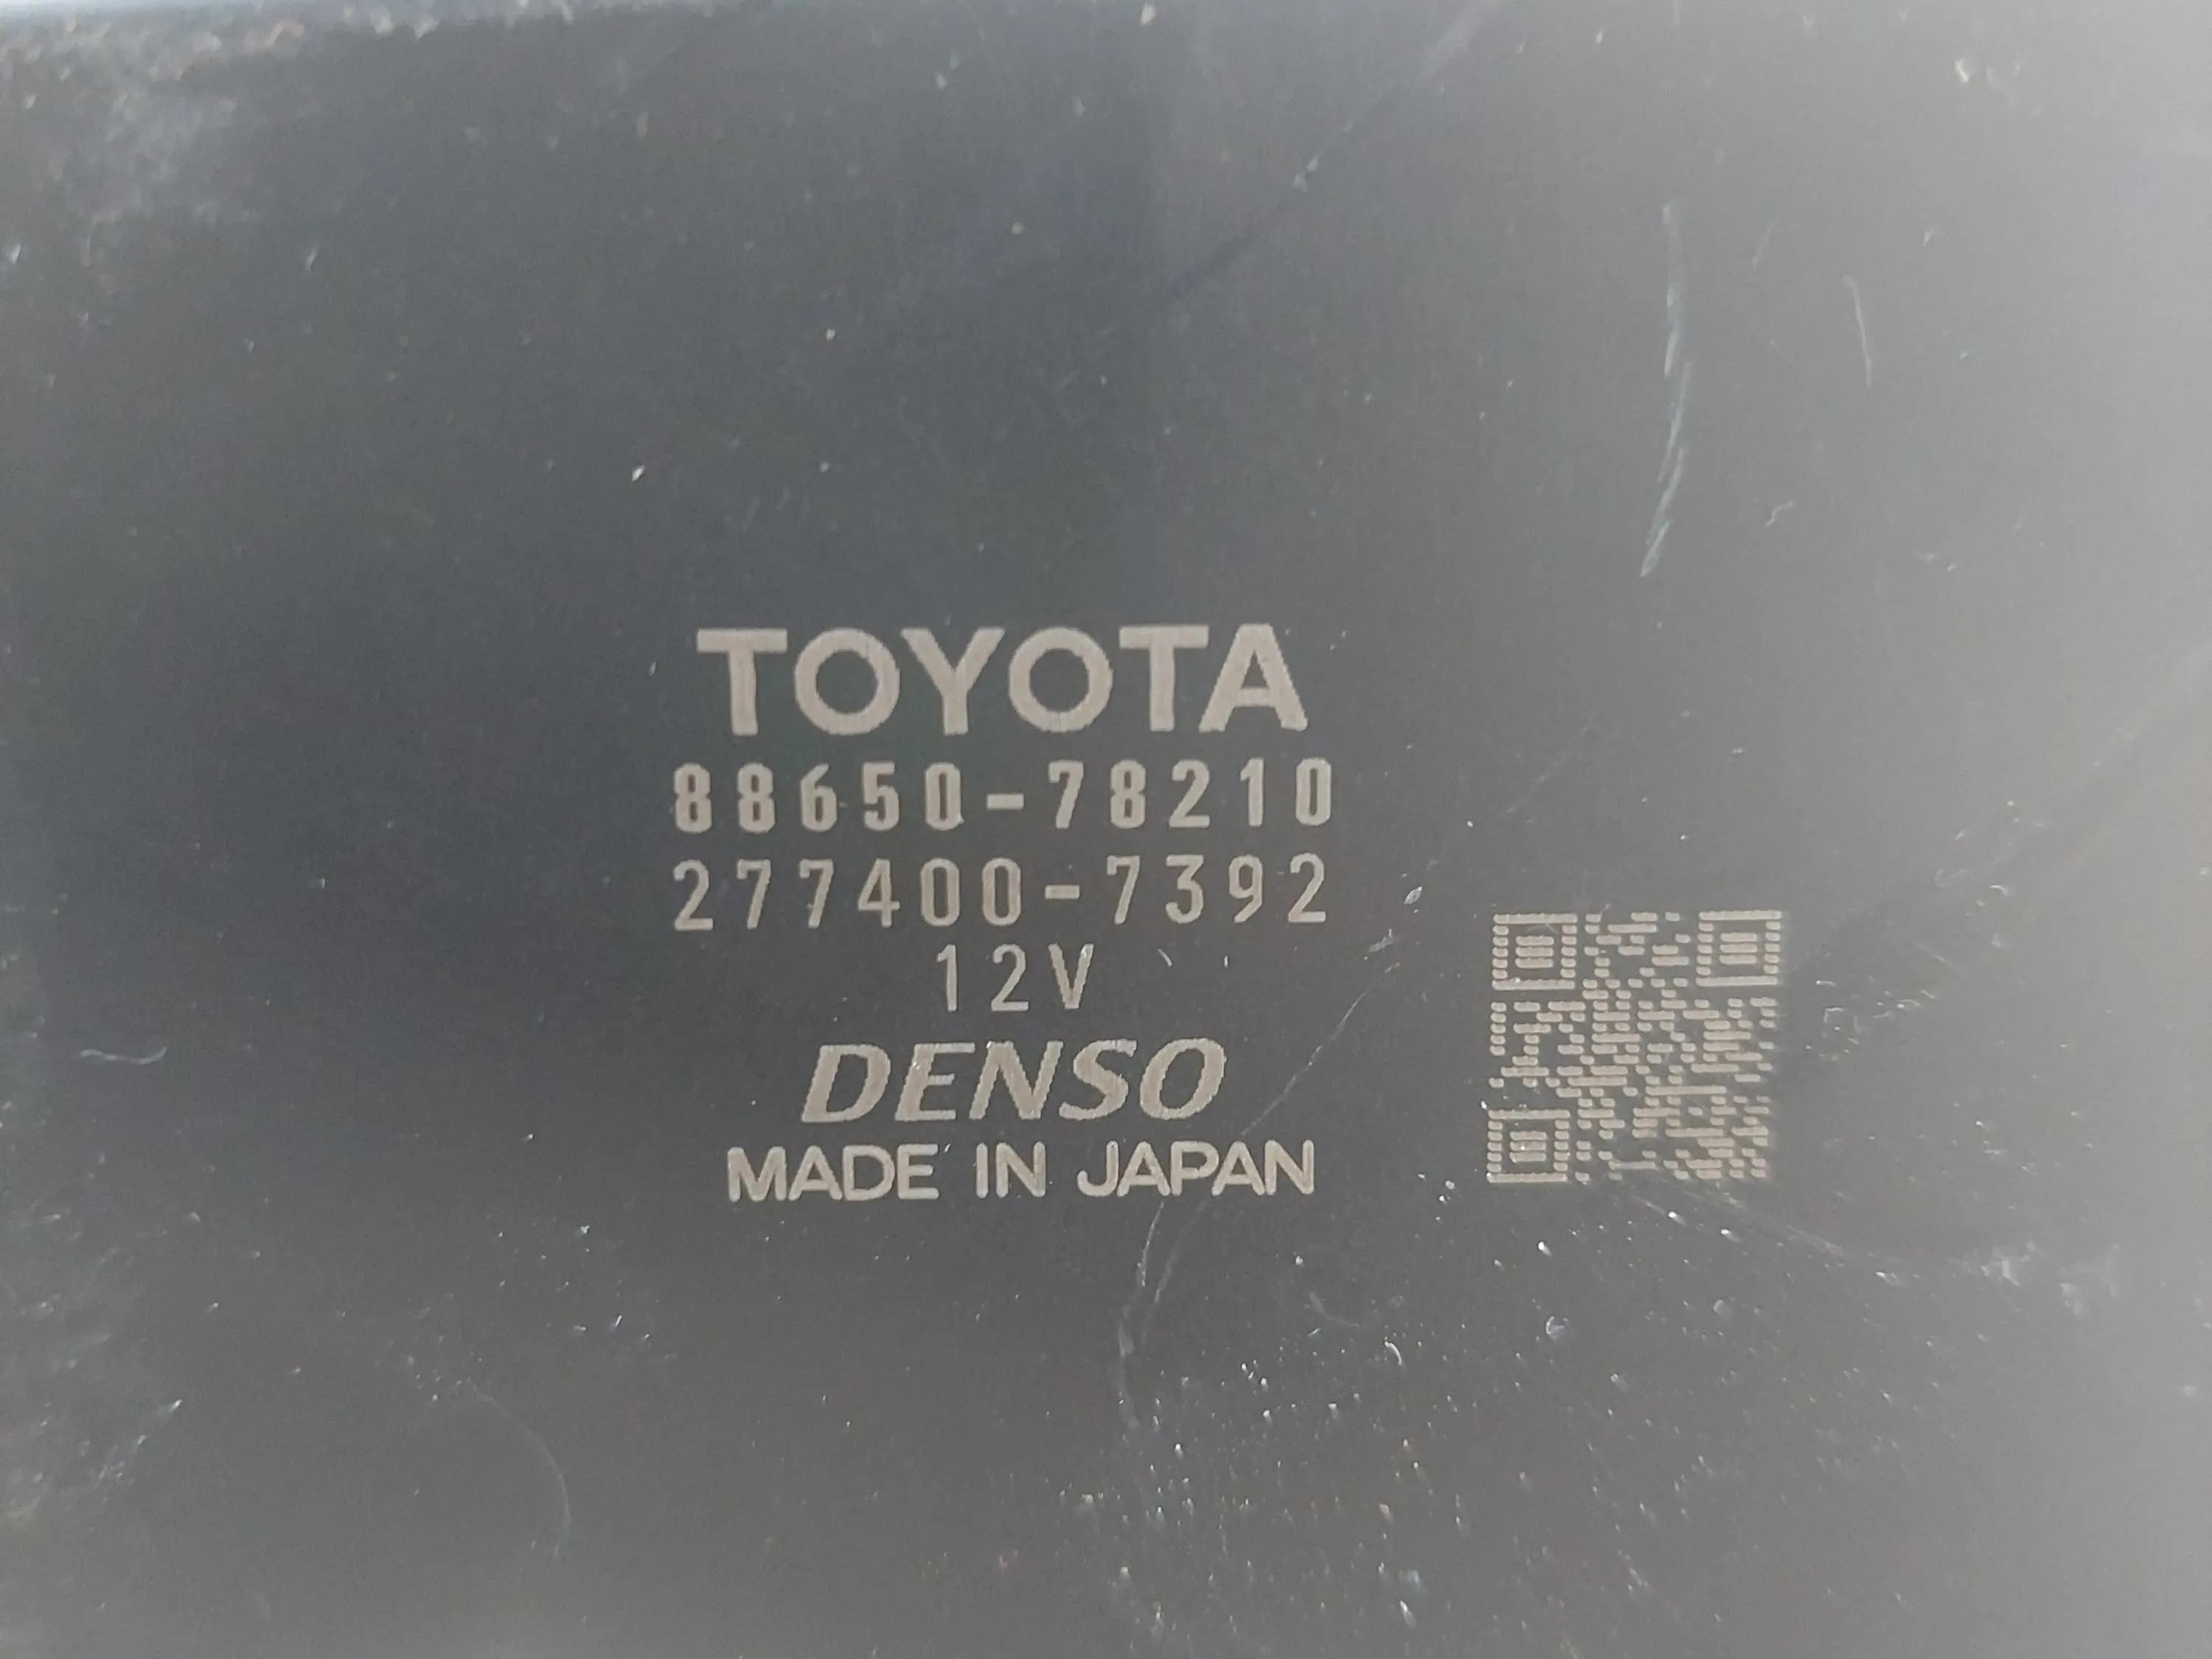 TOYOTA
88650-78210
277400-7392
12V
DENSO
MADE IN JAPAN